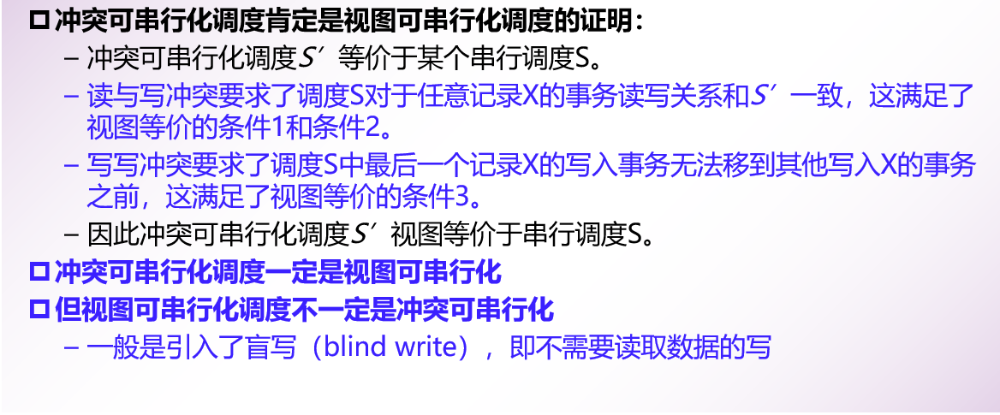 冲突可串行化调度肯定是视图可串行化调度的证明：
– 冲突可串行化调度S′等价于某个串行调度S。
– 读与写冲突要求了调度S对于任意记录X的事务读写关系和S′一致，这满足了
视图等价的条件1和条件2。
– 写写冲突要求了调度S中最后一个记录X的写入事务无法移到其他写入X的事务
之前，这满足了视图等价的条件3。
– 因此冲突可串行化调度S′视图等价于串行调度S。
冲突可串行化调度一定是视图可串行化
但视图可串行化调度不一定是冲突可串行化
– 一般是引入了盲写（blind write），即不需要读取数据的写